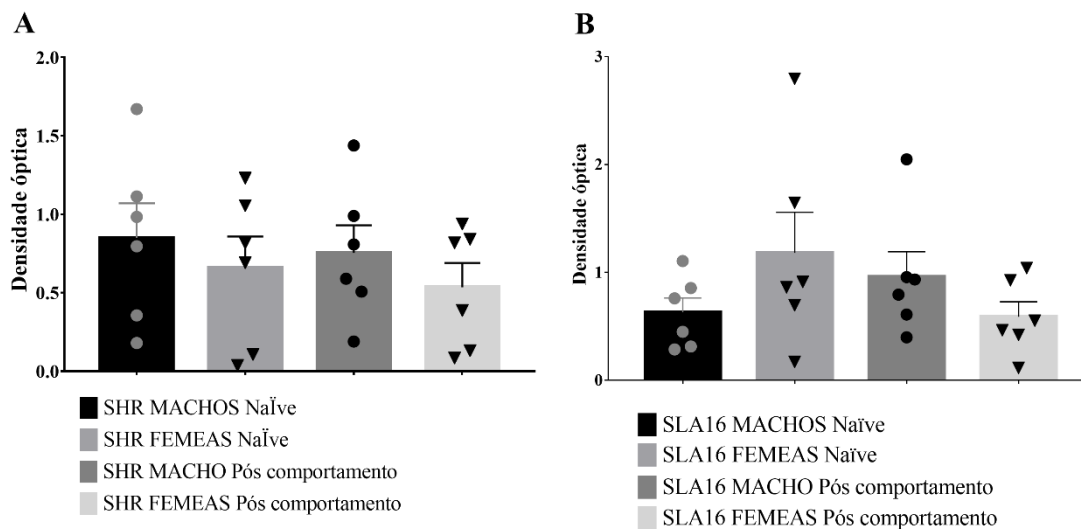 A
Densidade óptica
2.0
1.5
1.0
0.5
0.0
SHR MACHOS NaÏve
SHR FEMEAS NaÏve
SHR MACHO Pós comportamento
SHR FEMEAS Pós comportamento
B
Densidade óptica
3
2
1
0
SLA16 MACHOS Naïve
SLA16 FEMEAS Naïve
SLA16 MACHO Pós comportamento
SLA16 FEMEAS Pós comportamento